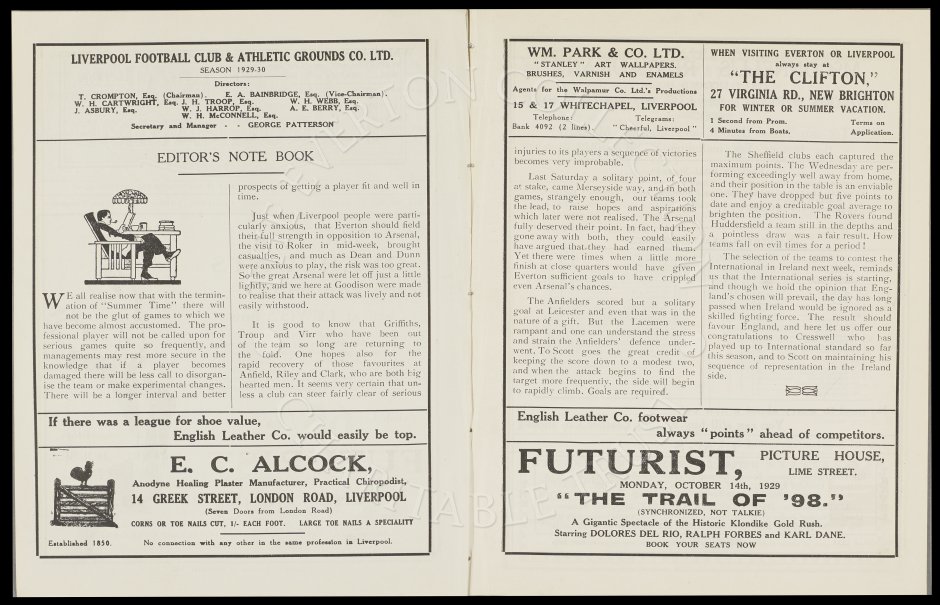 LIVERPOOL FOOTBALL CLUB & ATHLETIC GROUNDS CO. LTD.
SEASON 1929-30
Directors:
T. CROMPTON, Esq. (Chairman). E. A. BAINBRIDGE, Esq. (Vice-Chairman).
W. H. CARTWRIGHT, Esq. J. H. TROOP, Esq. W. H. WEBB, Esq.
J. ASBURY, Esq. W. J. HARROP, Esq. A. E. BERRY, Esq.
W. H. McCONNELL, Esq.
Secretary and Manager - - GEORGE PATTERSON
EDITOR'S NOTE BOOK
WE all realise now that with the termin-
ation of "Summer Time" there will
not be the glut of games to which we
have become almost accustomed. The pro-
fessional player will not be called upon for
serious games quite so frequently, and
managements may rest more secure in the
knowledge that if a player becomes
damaged there will be less call to disorgan-
ise the team or make experimental changes.
There will be a longer interval and better
prospects of getting a player fit and well in
time.
Just when Liverpool people were parti-
cularly anxious, that Everton should field
their full strength in opposition to Arsenal,
the visit to Roker in mid-week, brought
casualties, and much as Dean and Dunn
were anxious to play, the risk was too great.
So the great Arsenal were let off just a little
lightly, and we here at Goodison were made
to realise that their attack was lively and not
easily withstood.
It is good to know that Griffiths,
Troup and Virr who have been out
of the team so long are returning to
the fold. One hopes also for the
rapid recovery of those favourites at
Anfield, Riley and Clark, who are both big
hearted men. It seems very certain that un-
less a club can steer fairly clear of serious
If there was a league for shoe value,
English Leather Co. would easily be top.
E. C. ALCOCK,
Anodyne Healing Plaster Manufacturer, Practical Chiropodist,
14 GREEK STREET, LONDON ROAD, LIVERPOOL
(Seven Doors from London Road)
CORNS OR TOE NAILS CUT, 1/- EACH FOOT. LARGE TOE NAILS A SPECIALITY
Established 1850. No connection with any other in the same profession in Liverpool.
WM. PARK & CO. LTD.
"STANLEY" ART WALLPAPERS.
BRUSHES, VARNISH AND ENAMELS
Agents for the Walpamur Co. Ltd.'s Productions
15 & 17 WHITECHAPEL, LIVERPOOL
Telephone: Telegrams:
Bank 4092 (2 lines). "Cheerful, Liverpool"
WHEN VISITING EVERTON OR LIVERPOOL
always stay at
"THE CLIFTON,"
27 VIRGINIA RD., NEW BRIGHTON
FOR WINTER OR SUMMER VACATION.
1 Second from Prom. Terms on
4 Minutes from Boats. Application.
injuries to its players a sequence of victories
becomes very improbable.
Last Saturday a solitary point, of four
at stake, came Merseyside way, and in both
games, strangely enough, our teams took
the lead, to raise hopes and aspirations
which later were not realised. The Arsenal
fully deserved their point. In fact, had they
gone away with both, they could easily
have argued that they had earned them.
Yet there were times when a little more
finish at close quarters would have given
Everton sufficient goals to have crippled
even Arsenal's chances.
The Anfielders scored but a solitary
goal at Leicester and even that was in the
nature of a gift. But the Lacemen were
rampant and one can understand the stress
and strain the Anfielders' defence under-
went. To Scott goes the great credit of
keeping the score down to a modest two,
and when the attack begins to find the
target more frequently, the side will begin
to rapidly climb. Goals are required.
The Sheffield clubs each captured the
maximum points. The Wednesday are per-
forming exceedingly well away from home,
and their position in the table is an enviable
one. They have dropped but five points to
date and enjoy a creditable goal average to
brighten the position. The Rovers found
Huddersfield a team still in the depths and
a pointless draw was a fair result. How
teams fall on evil times for a period!
The selection of the teams to contest the
International in Ireland next week, reminds
us that the International series is starting,
and though we hold the opinion that Eng-
land's chosen will prevail, the day has long
passed when Ireland would be ignored as a
skilled fighting force. The result should
favour England, and here let us offer our
congratulations to Cresswell who has
played up to International standard so far
this season, and to Scott on maintaining his
sequence of representation in the Ireland
side.
English Leather Co. footwear
always "points" ahead of competitors.
FUTURIST, PICTURE HOUSE,
LIME STREET.
MONDAY, OCTOBER 14th, 1929
"THE TRAIL OF '98."
(SYNCHRONIZED, NOT TALKIE)
A Gigantic Spectacle of the Historic Klondike Gold Rush.
Starring DOLORES DEL RIO, RALPH FORBES and KARL DANE.
BOOK YOUR SEATS NOW